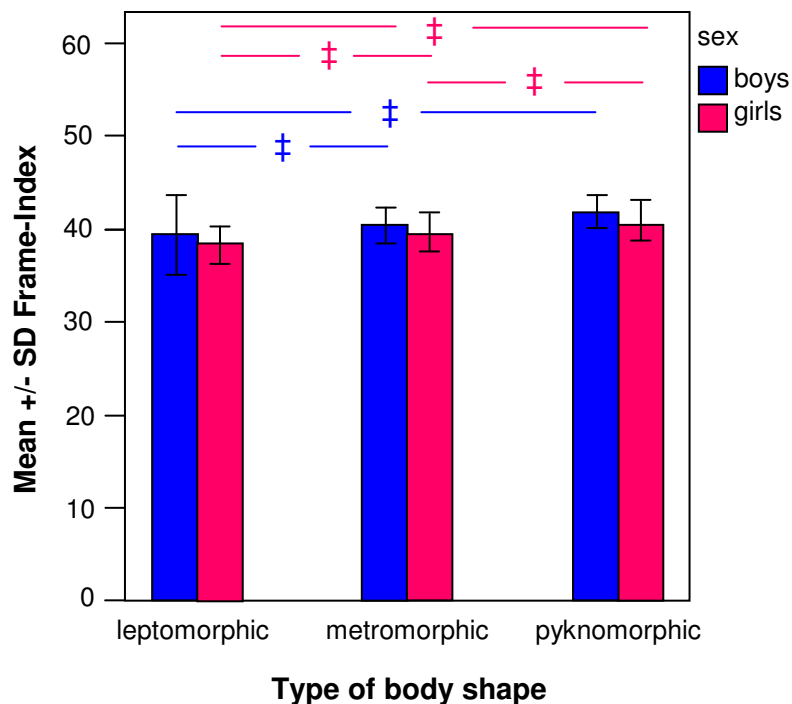 60
50
40
30
20
10
0
Mean +/- SD Frame-Index
‡
‡
‡
‡
‡
sex
boys
girls
leptomorphic metromorphic pyknomorphic
Type of body shape